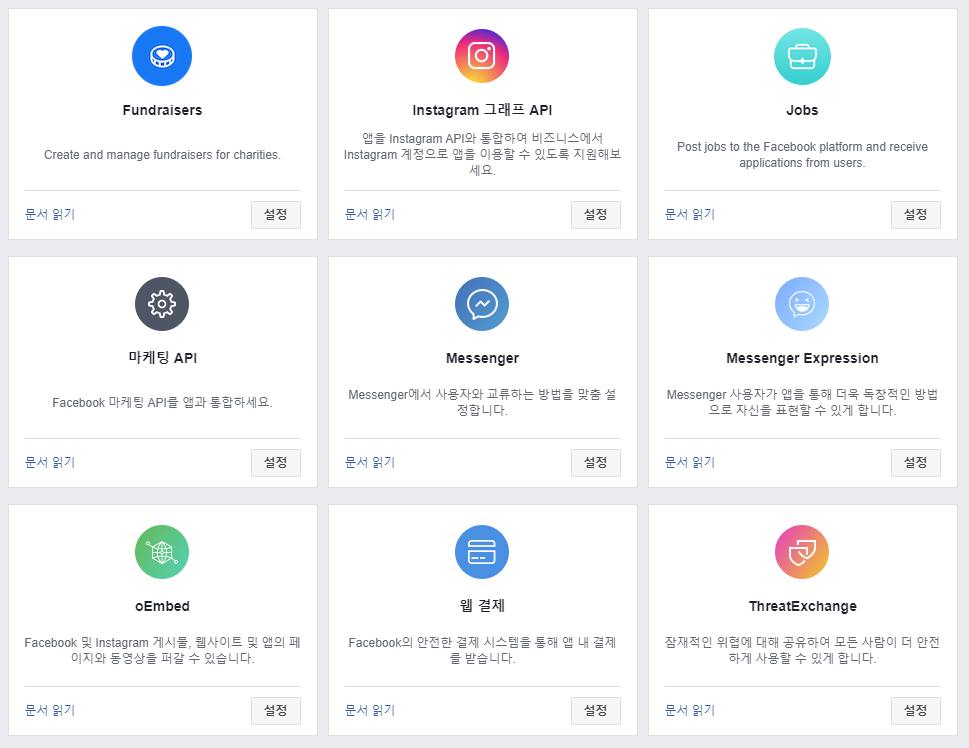 Fundraisers
Create and manage fundraisers for charities.
문서 읽기
설정
Instagram 그래프 API
앱을 Instagram API와 통합하여 비즈니스에서
Instagram 계정으로 앱을 이용할 수 있도록 지원해보
세요.
문서 읽기
설정
Jobs
Post jobs to the Facebook platform and receive
applications from users.
문서 읽기
설정
마케팅 API
Facebook 마케팅 API를 앱과 통합하세요.
문서 읽기
설정
Messenger
Messenger에서 사용자와 교류하는 방법을 맞춤 설
정합니다.
문서 읽기
설정
Messenger Expression
Messenger 사용자가 앱을 통해 더욱 독창적인 방법
으로 자신을 표현할 수 있게 합니다.
문서 읽기
설정
oEmbed
Facebook 및 Instagram 게시물, 웹사이트 및 앱의 페
이지와 동영상을 퍼갈 수 있습니다.
문서 읽기
설정
웹 결제
Facebook의 안전한 결제 시스템을 통해 앱 내 결제
를 받습니다.
문서 읽기
설정
ThreatExchange
잠재적인 위협에 대해 공유하여 모든 사람이 더 안전
하게 사용할 수 있게 합니다.
문서 읽기
설정